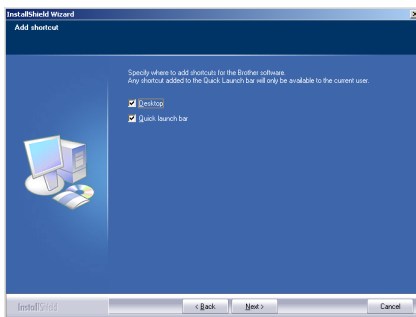 InstallShield Wizard
Add shortcut
Specify where to add shortcuts for the Brother software.
Any shortcut added to the Quick Launch bar will only be available to the current user.
Desktop
Quick launch bar
InstallShield
< Back Next > Cancel